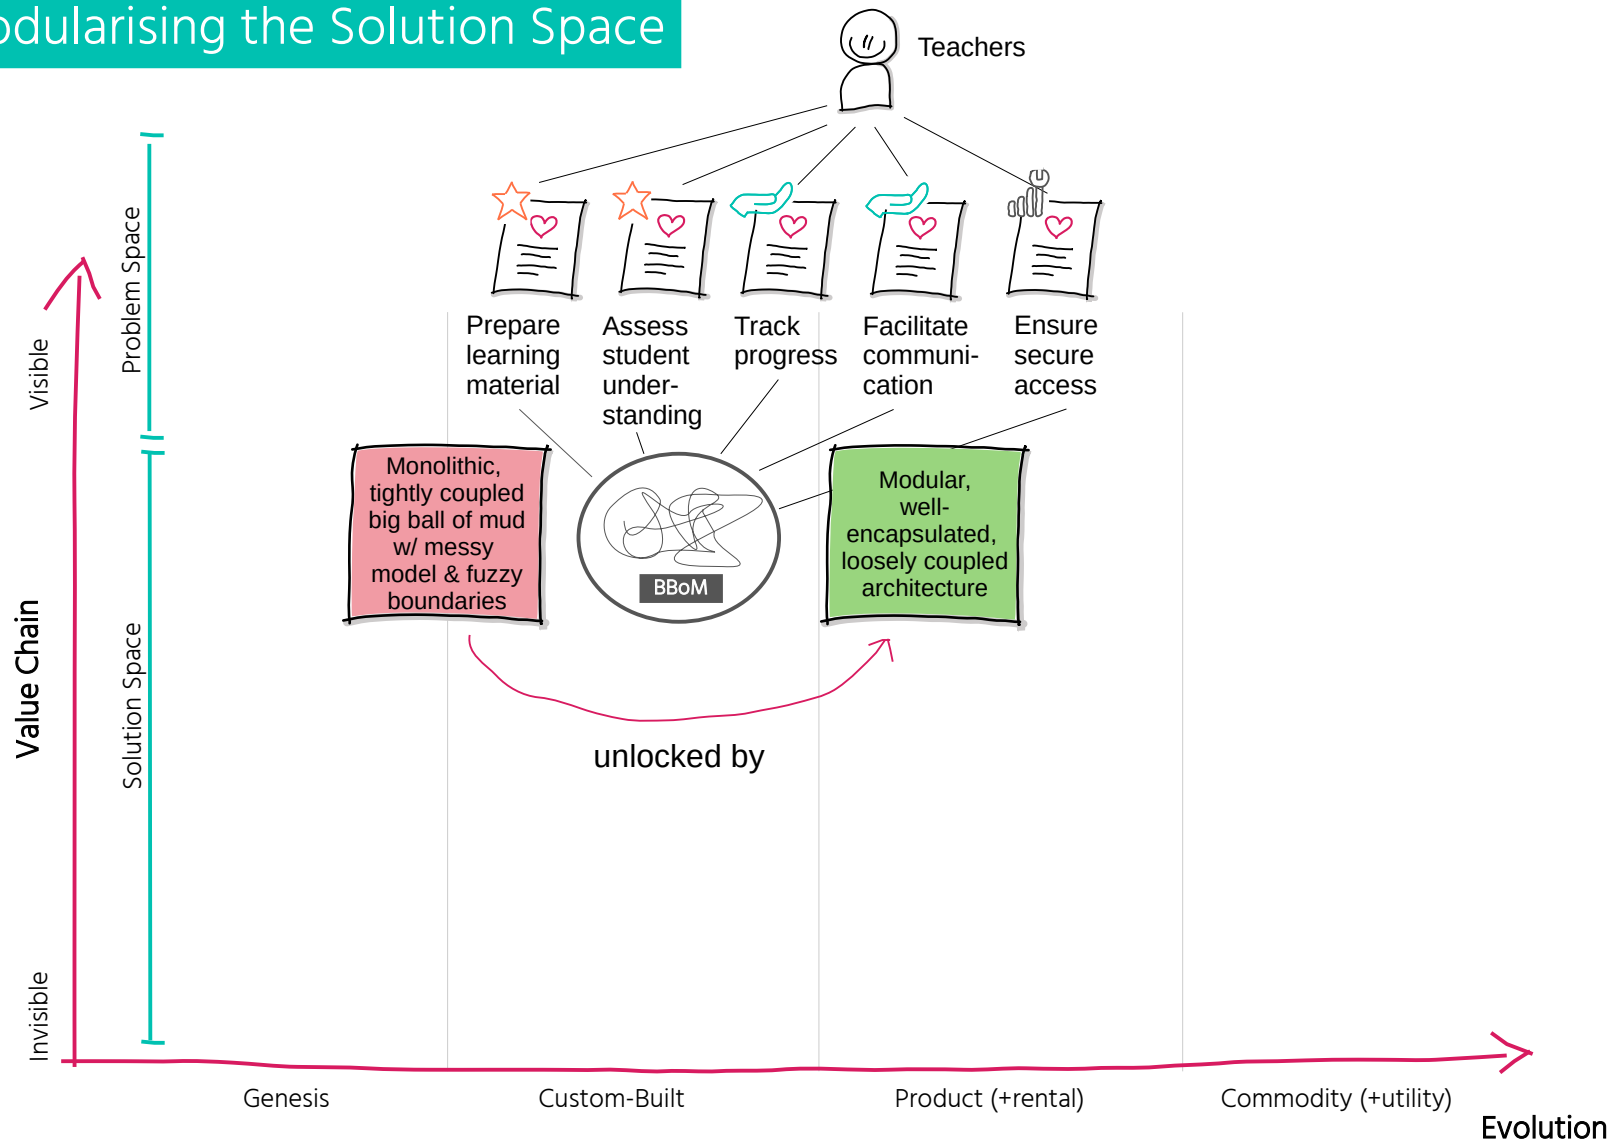 odularising the Solution Space
Teachers
Problem Space
Visible
Prepare
learning
material
Assess
student
under-
standing
Track
progress
Facilitate
communi-
cation
Ensure
secure
access
Monolithic,
tightly coupled
big ball of mud
w/ messy
model & fuzzy
boundaries
BBoM
Modular,
well-
encapsulated,
loosely coupled
architecture
unlocked by
Value Chain
Solution Space
Invisible
Genesis
Custom-Built
Product (+rental)
Commodity (+utility)
Evolution